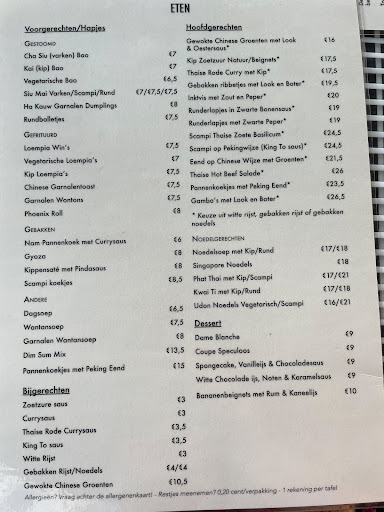 ETEN
Voorgerechten/Hapjes
GESTOOMD
Cha Siu (varken) Bao €7
Kai (kip) Bao €7
Vegetarische Bao €6,5
Siu Mai Varken/Scampi/Rund €7/€7,5/€7,5
Ha Kauw Garnalen Dumplings €8
Rundballetjes €7,5
GEFRITUURD
Loempia Win's €7,5
Vegetarische Loempia's €7
Kip Loempia's €7,5
Chinese Garnalentoast €7,5
Garnalen Wontons €7,5
Phoenix Roll €8
GEBAKKEN
Nam Pannenkoek met Currysaus €6
Gyoza €8
Kippensaté met Pindasaus €8
Scampi koekjes €8,5
ANDERE
Dagsoep €6,5
Wantansoep €7,5
Garnalen Wantansoep €8
Dim Sum Mix €13,5
Pannenkoekjes met Peking Eend €15
Bijgerechten
Zoetzure saus €3
Currysaus €3
Thaise Rode Currysaus €3,5
King To saus €3,5
Witte Rijst €3
Gebakken Rijst/Noedels €4/€4
Gewokte Chinese Groenten €10,5
Hoofdgerechten
Gewokte Chinese Groenten met Look €16
& Oestersaus*
Kip Zoetzuur Natuur/Beignets* €17,5
Thaise Rode Curry met Kip* €17,5
Gebakken ribbetjes met Look en Boter* €19,5
Inktvis met Zout en Peper* €20
Runderlapjes in Zwarte Bonensaus* €19
Runderlapjes met Zwarte Peper* €19
Scampi Thaise Zoete Basilicum* €24,5
Scampi op Pekingwijze (King To saus)* €24,5
Eend op Chinese Wijze met Groenten* €21,5
Thaise Hot Beef Salade* €26
Pannenkoekjes met Peking Eend* €23,5
Gamba's met Look en Boter* €26,5
* Keuze uit witte rijst, gebakken rijst of gebakken
noedels
NOEDELGERECHTEN
Noedelsoep met Kip/Rund €17/€18
Singapore Noedels €18
Phat Thai met Kip/Scampi €17/€21
Kwai Ti met Kip/Rund €17/€18
Udon Noedels Vegetarisch/Scampi €16/€21
Dessert
Dame Blanche €9
Coupe Speculoos €9
Spongecake, Vanilleijs & Chocoladesaus €9
Witte Chocolade ijs, Noten & Karamelsaus €9
Bananenbeignets met Rum & Kaneelijs €10
Allergieën? Vraag achter de allergenenkaart! - Restjes meenemen? 0,20 cent/verpakking - 1 rekening per tafel